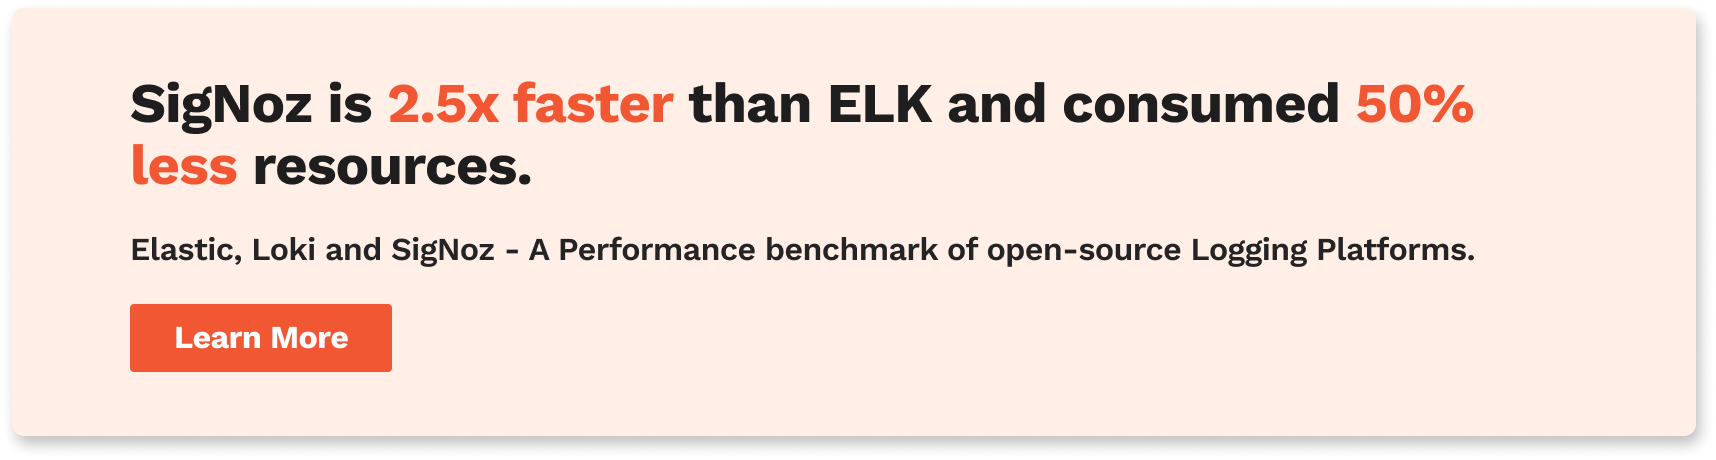 SigNoz is 2.5x faster than ELK and consumed 50%
less resources.
Elastic, Loki and SigNoz - A Performance benchmark of open-source Logging Platforms.
Learn More